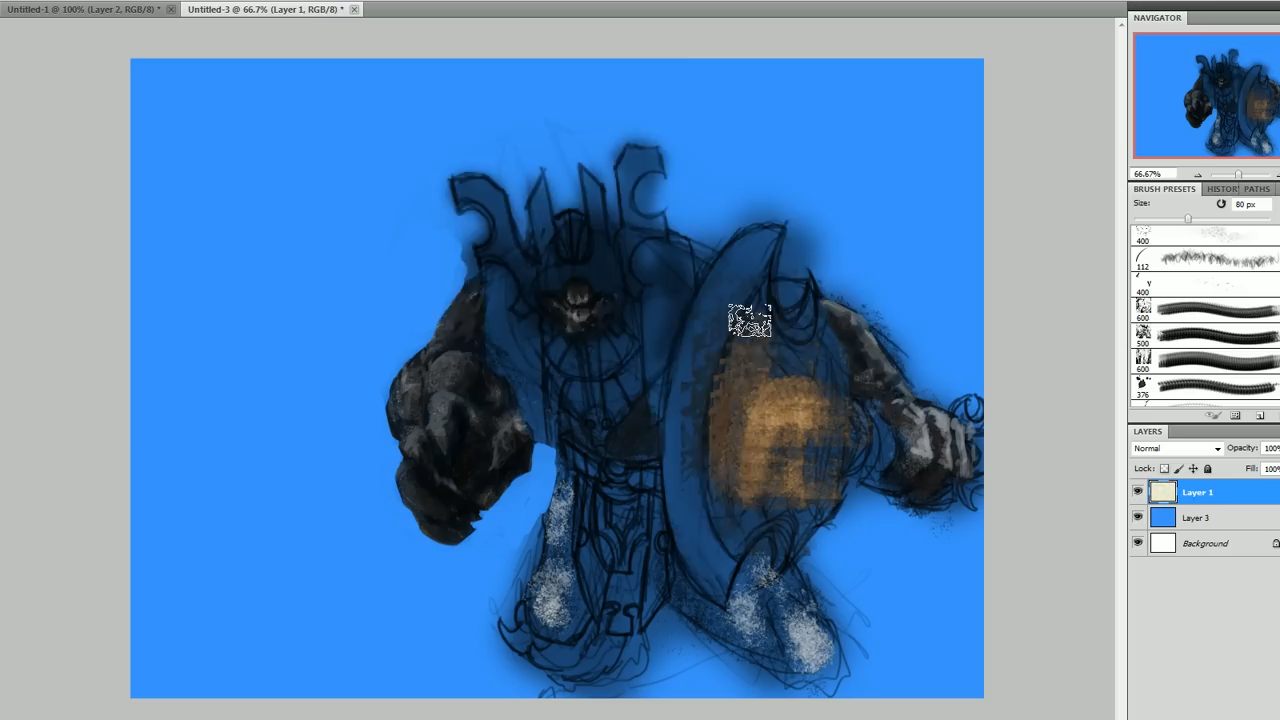 Untitled-1 @ 100% (Layer 2, RGB/8) *
Untitled-3 @ 66.7% (Layer 1, RGB/8) *
NAVIGATOR
66.67%
BRUSH PRESETS
HISTOR
PATHS
Size:
80 px
400
112
400
600
500
600
376
LAYERS
Normal
Opacity:
100%
Lock:
Fill:
100%
Layer 1
Layer 3
Background